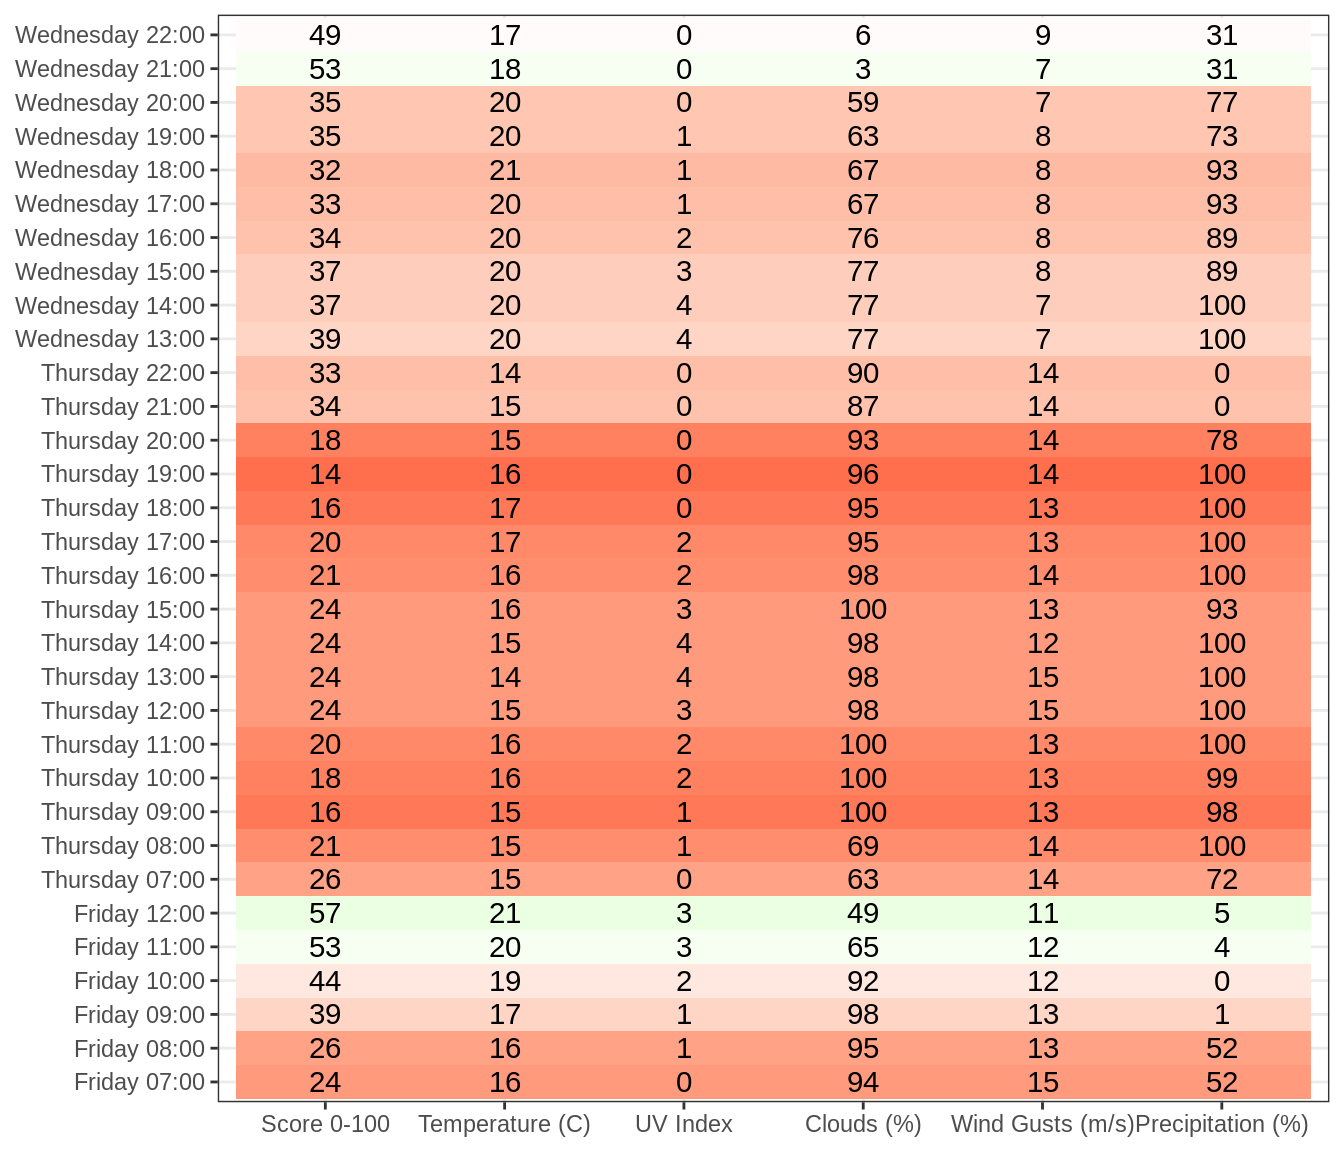 Wednesday 22:00 49 17 0 6 9 31
Wednesday 21:00 53 18 0 3 7 31
Wednesday 20:00 35 20 0 59 7 77
Wednesday 19:00 35 20 1 63 8 73
Wednesday 18:00 32 21 1 67 8 93
Wednesday 17:00 33 20 1 67 8 93
Wednesday 16:00 34 20 2 76 8 89
Wednesday 15:00 37 20 3 77 8 89
Wednesday 14:00 37 20 4 77 7 100
Wednesday 13:00 39 20 4 77 7 100
Thursday 22:00 33 14 0 90 14 0
Thursday 21:00 34 15 0 87 14 0
Thursday 20:00 18 15 0 93 14 78
Thursday 19:00 14 16 0 96 14 100
Thursday 18:00 16 17 0 95 13 100
Thursday 17:00 20 17 2 95 13 100
Thursday 16:00 21 16 2 98 14 100
Thursday 15:00 24 16 3 100 13 93
Thursday 14:00 24 15 4 98 12 100
Thursday 13:00 24 14 4 98 15 100
Thursday 12:00 24 15 3 98 15 100
Thursday 11:00 20 16 2 100 13 100
Thursday 10:00 18 16 2 100 13 99
Thursday 09:00 16 15 1 100 13 98
Thursday 08:00 21 15 1 69 14 100
Thursday 07:00 26 15 0 63 14 72
Friday 12:00 57 21 3 49 11 5
Friday 11:00 53 20 3 65 12 4
Friday 10:00 44 19 2 92 12 0
Friday 09:00 39 17 1 98 13 1
Friday 08:00 26 16 1 95 13 52
Friday 07:00 24 16 0 94 15 52
Score 0-100 Temperature (C) UV Index Clouds (%) Wind Gusts (m/s) Precipitation (%)